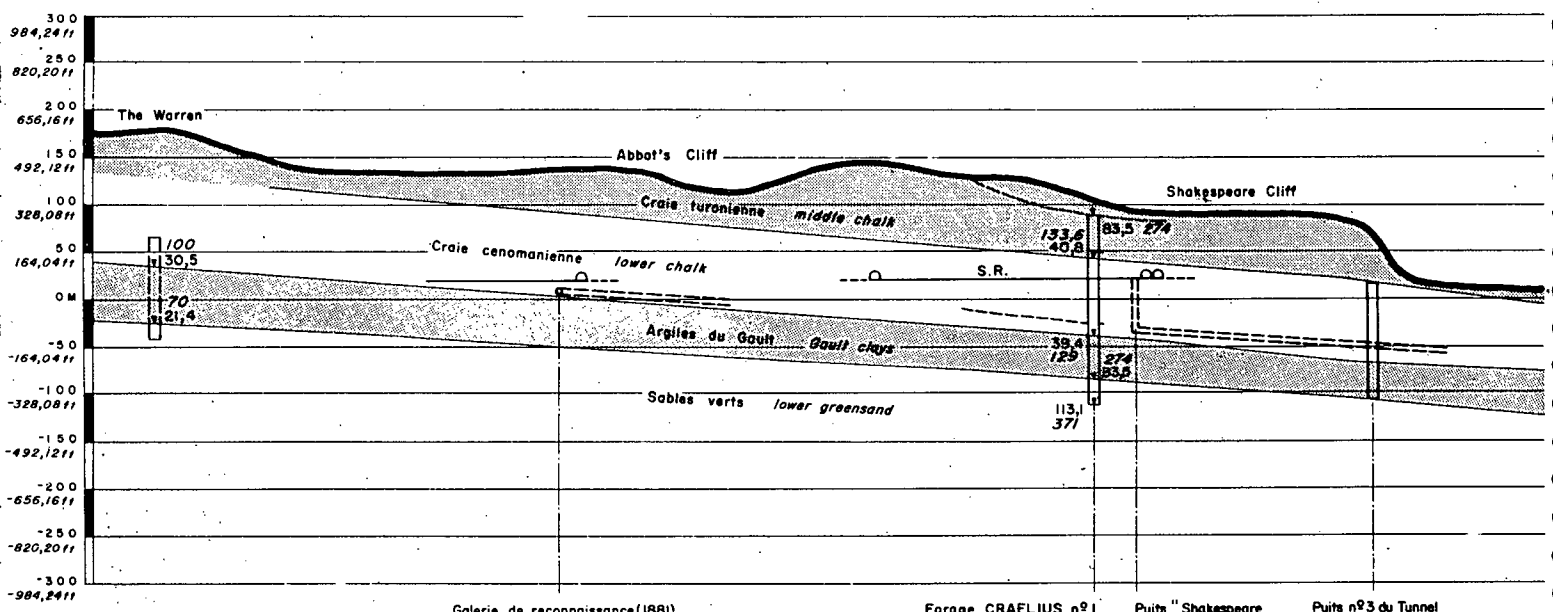 300
984,24ft
250
820,20ft
200
656,16ft
The Warren
150
492,12ft
Abbot's Cliff
100
328,08ft
Shakespeare Cliff
Craie turonienne middle chalk
83,5 274
133,6
40,8
50
164,04ft
100
30,5
Craie cenomanienne lower chalk
S.R.
0M
70
21,4
-50
-164,04ft
Argiles du Gault Gault clays
39,4
129
274
83,5
-100
-328,08ft
Sables verts lower greensand
113,1
371
-150
-492,12ft
-200
-656,16ft
-250
-820,20ft
-300
-984,24ft
Galerie de reconnaissance (1881)
Forage CRAELIUS nº1
Puits "Shakespeare
Puits nº3 du Tunnel